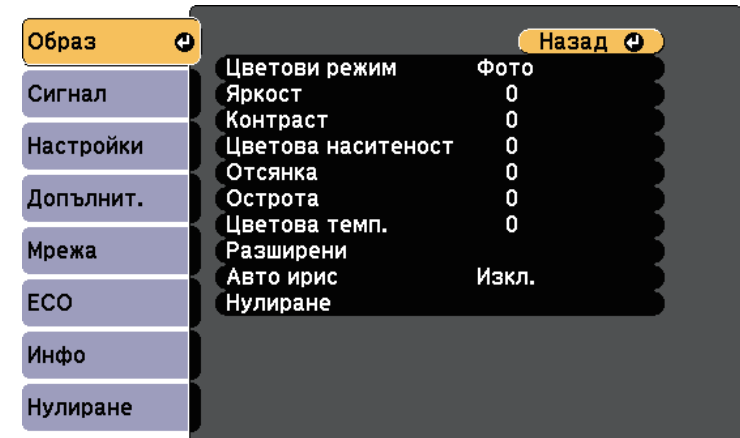 Образ
Сигнал
Настройки
Допълнит.
Мрежа
ECO
Инфо
Нулиране
Назад
Цветови режим Фото
Яркост 0
Контраст 0
Цветова наситеност 0
Отсянка 0
Острота 0
Цветова темп. 0
Разширени
Авто ирис Изкл.
Нулиране